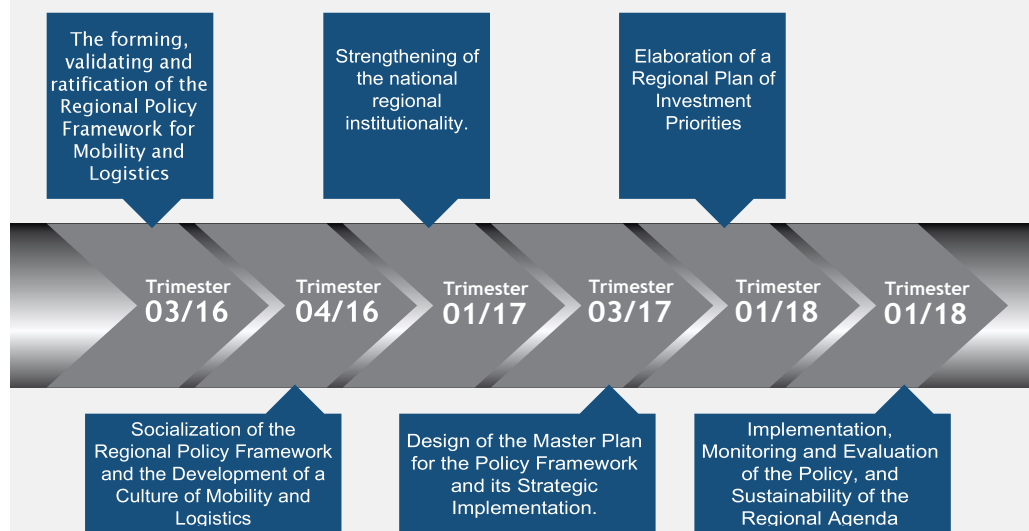 The forming,
validating and
ratification of the
Regional Policy
Framework for
Mobility and
Logistics
Strengthening of
the national
regional
institutionality.
Elaboration of a
Regional Plan of
Investment
Priorities
Trimester
03/16
Trimester
04/16
Trimester
01/17
Trimester
03/17
Trimester
01/18
Trimester
01/18
Socialization of the
Regional Policy Framework
and the Development of a
Culture of Mobility and
Logistics
Design of the Master Plan
for the Policy Framework
and its Strategic
Implementation.
Implementation,
Monitoring and Evaluation
of the Policy, and
Sustainability of the
Regional Agenda